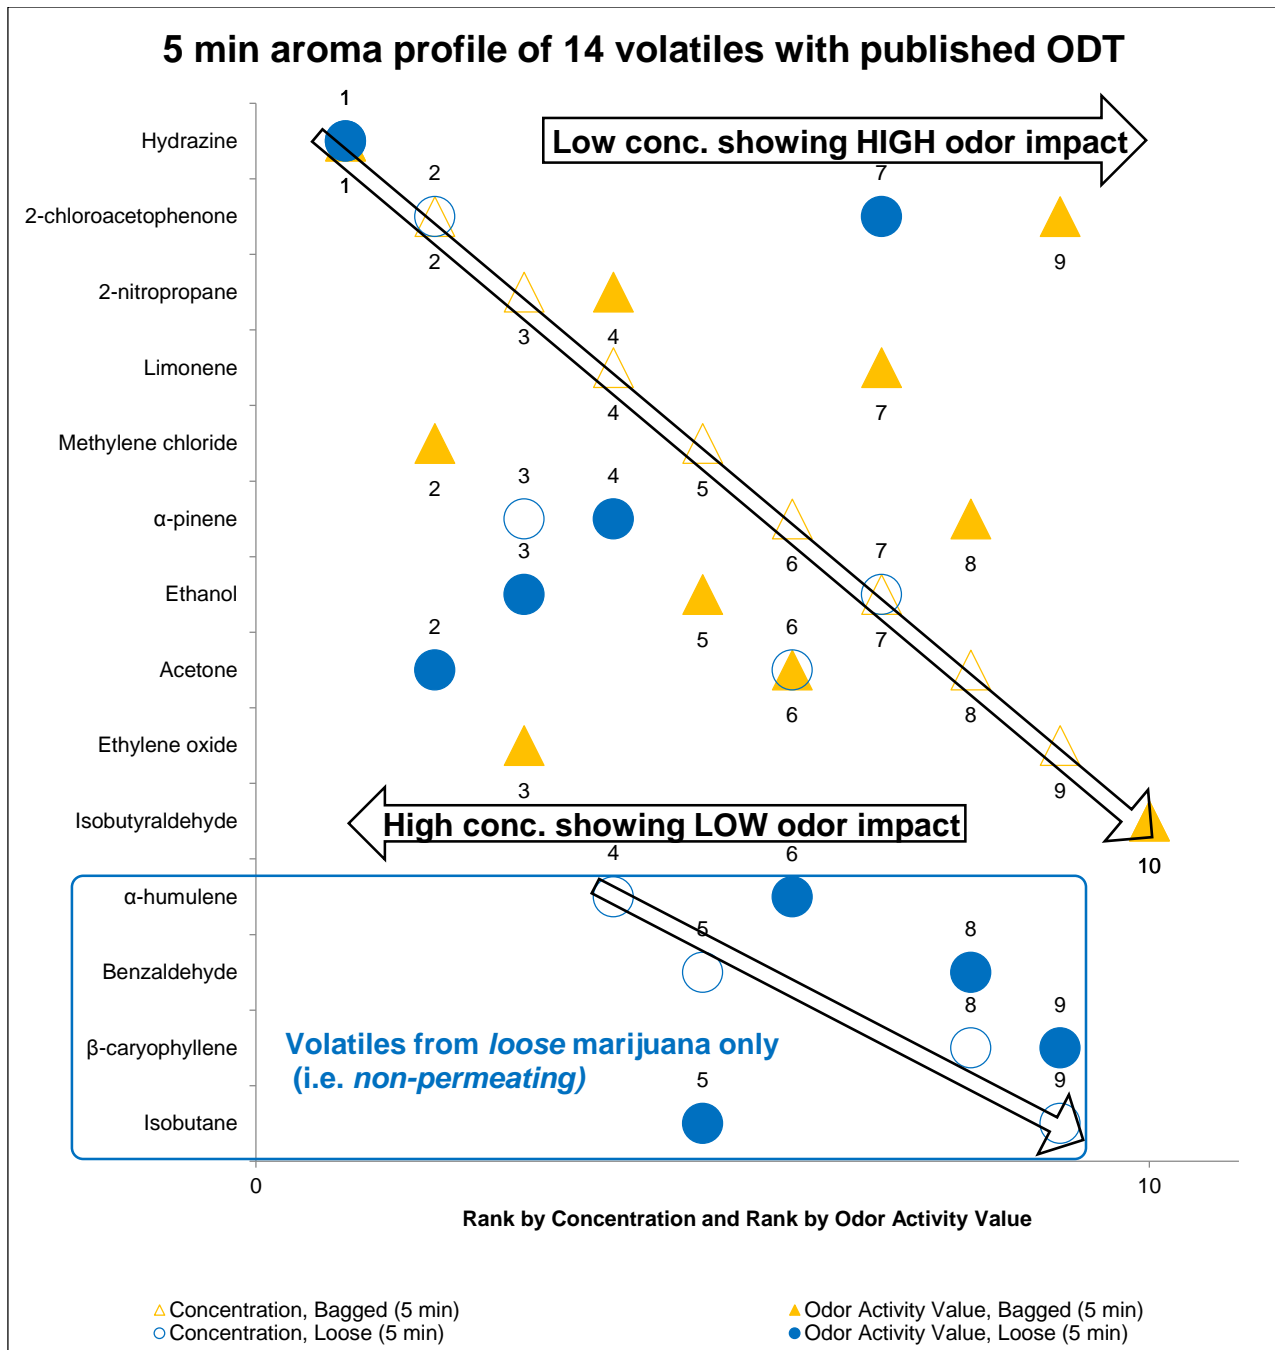 5 min aroma profile of 14 volatiles with published ODT
1
Hydrazine
Low conc. showing HIGH odor impact
1
2
7
2-chloroacetophenone
2
9
2-nitropropane
3
4
Limonene
4
7
Methylene chloride
2
3
4
5
α-pinene
3
6
7
8
Ethanol
2
5
6
7
Acetone
6
8
Ethylene oxide
3
9
Isobutyraldehyde
High conc. showing LOW odor impact
4
6
10
α-humulene
5
8
Benzaldehyde
8
9
β-caryophyllene
Volatiles from loose marijuana only
(i.e. non-permeating)
5
9
Isobutane
0
10
Rank by Concentration and Rank by Odor Activity Value
Concentration, Bagged (5 min)
Odor Activity Value, Bagged (5 min)
Concentration, Loose (5 min)
Odor Activity Value, Loose (5 min)